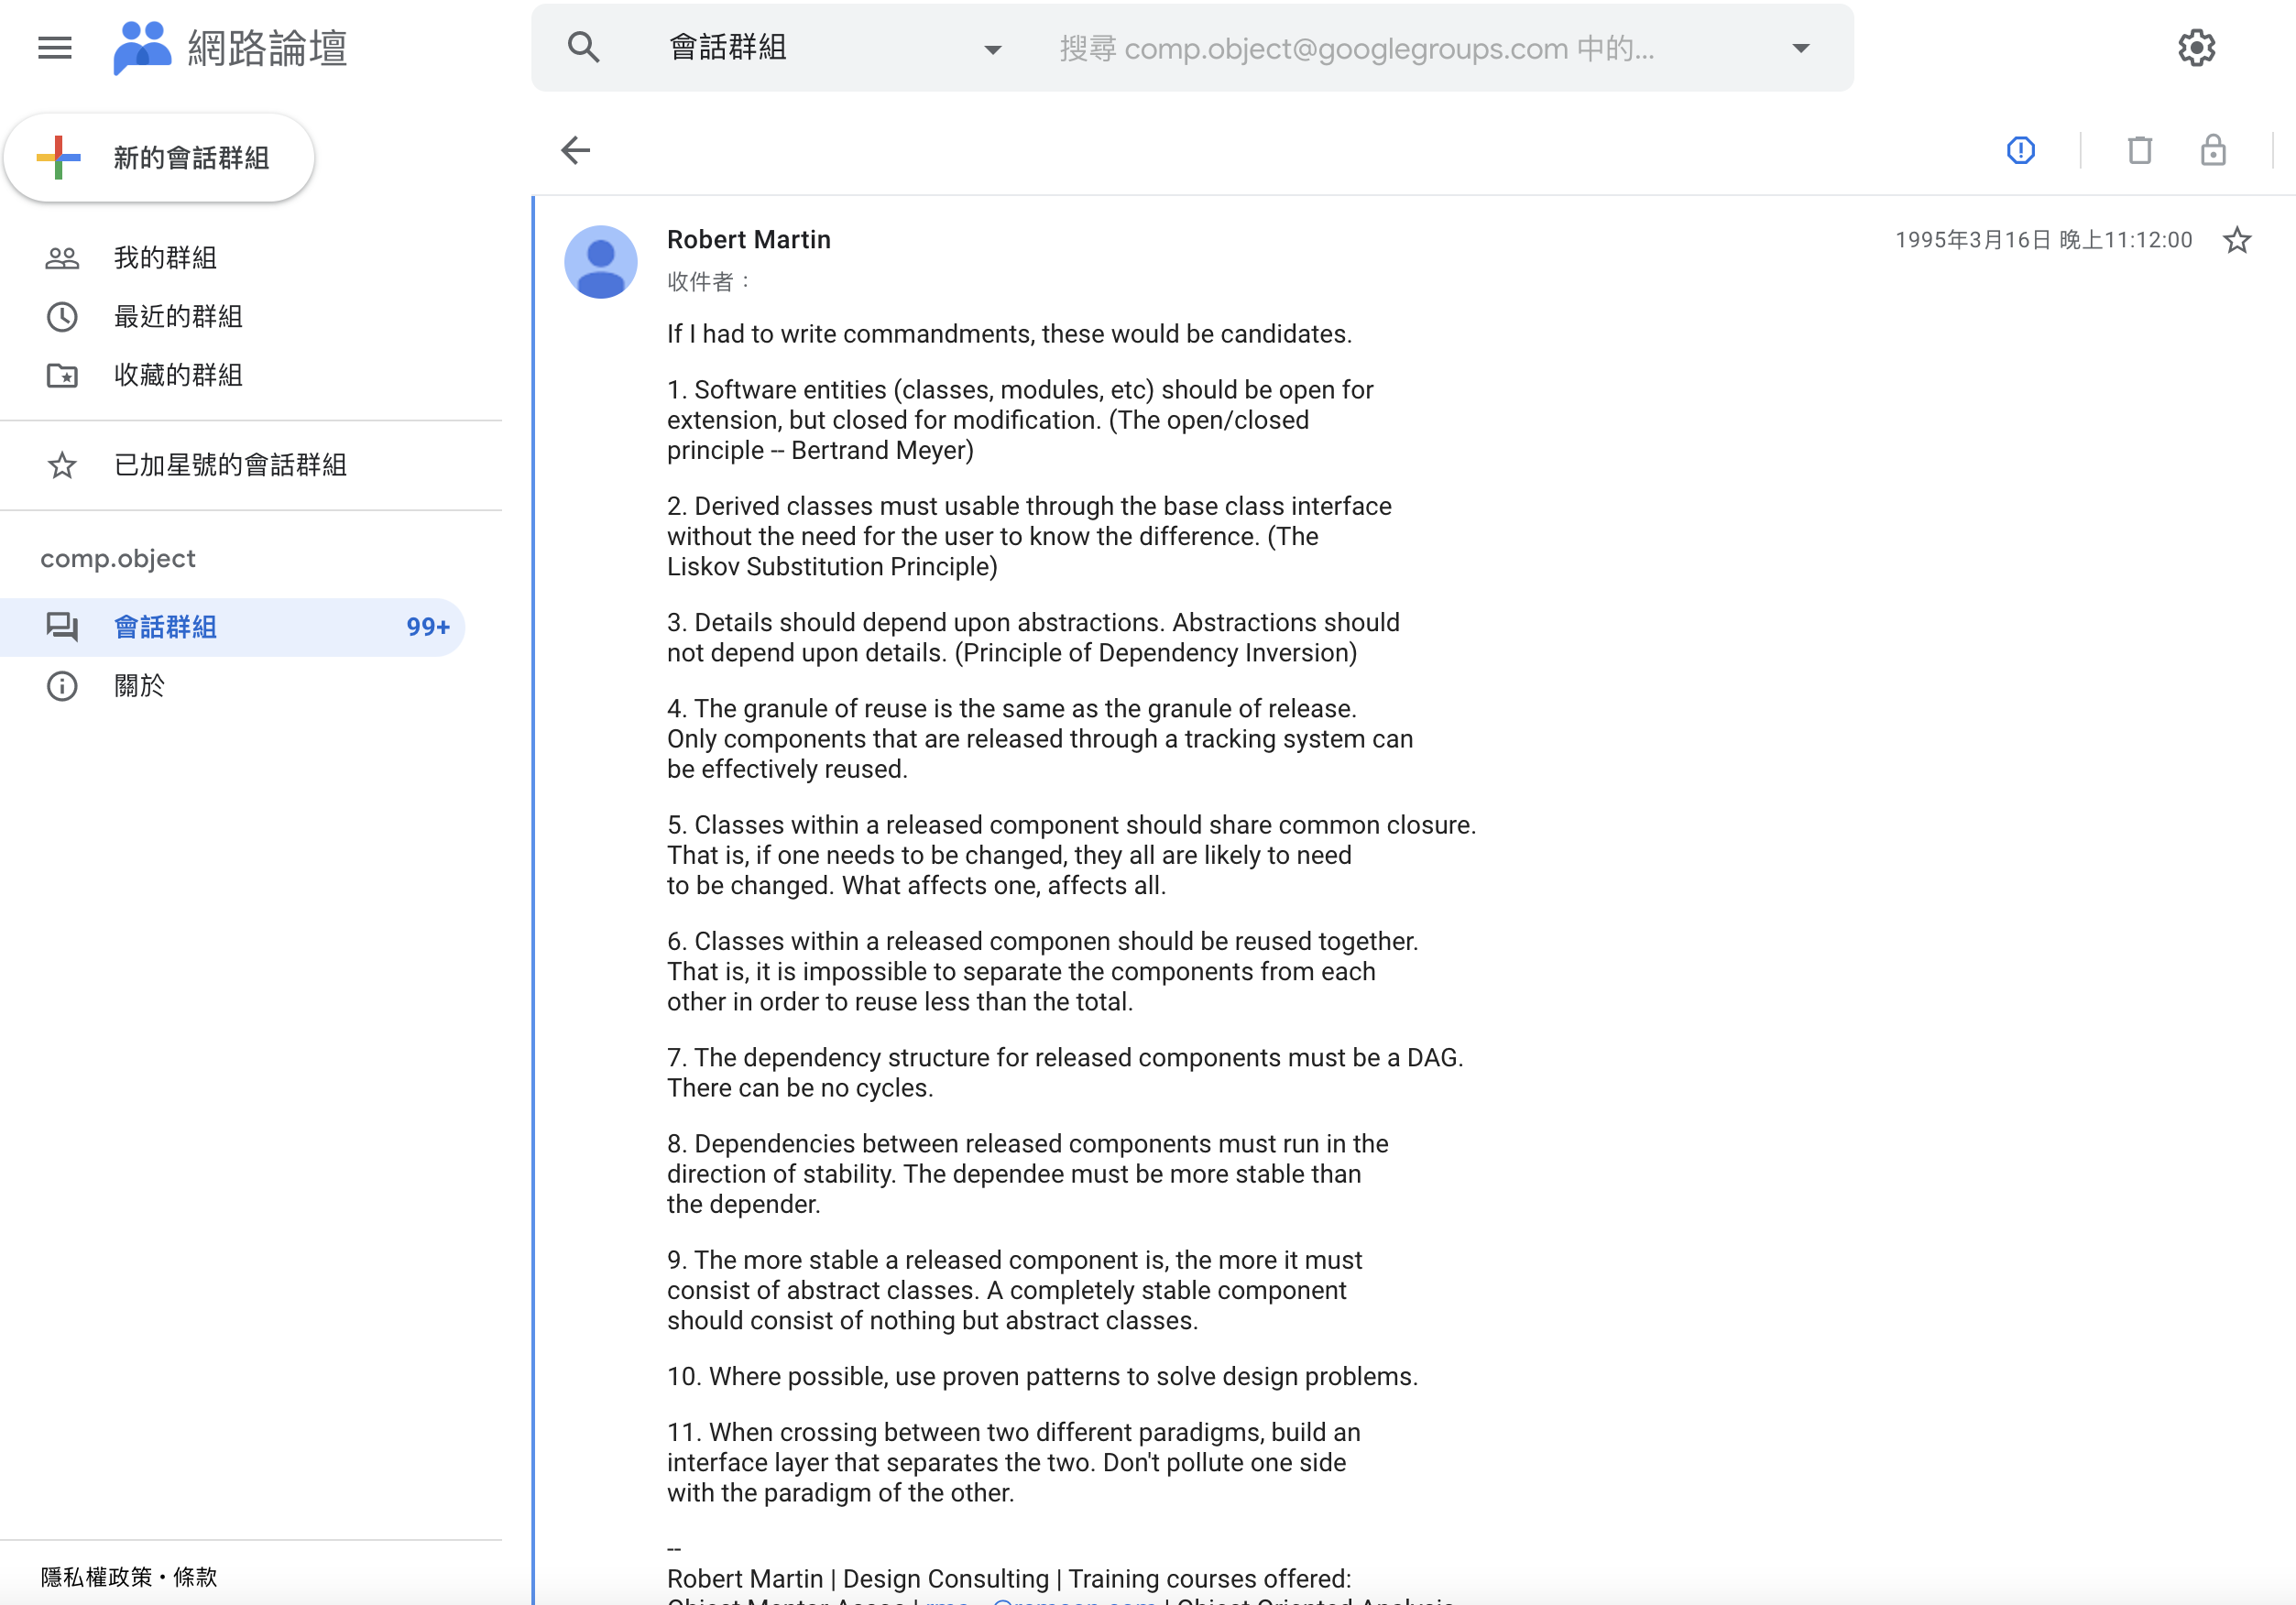 網路論壇
會話群組
搜尋 comp.object@googlegroups.com 中的...
新的會話群組
我的群組
最近的群組
收藏的群組
已加星號的會話群組
comp.object
會話群組 99+
關於
隱私權政策・條款
Robert Martin
1995年3月16日 晚上11:12:00
收件者：
If I had to write commandments, these would be candidates.
1. Software entities (classes, modules, etc) should be open for
extension, but closed for modification. (The open/closed
principle -- Bertrand Meyer)
2. Derived classes must usable through the base class interface
without the need for the user to know the difference. (The
Liskov Substitution Principle)
3. Details should depend upon abstractions. Abstractions should
not depend upon details. (Principle of Dependency Inversion)
4. The granule of reuse is the same as the granule of release.
Only components that are released through a tracking system can
be effectively reused.
5. Classes within a released component should share common closure.
That is, if one needs to be changed, they all are likely to need
to be changed. What affects one, affects all.
6. Classes within a released componen should be reused together.
That is, it is impossible to separate the components from each
other in order to reuse less than the total.
7. The dependency structure for released components must be a DAG.
There can be no cycles.
8. Dependencies between released components must run in the
direction of stability. The dependee must be more stable than
the depender.
9. The more stable a released component is, the more it must
consist of abstract classes. A completely stable component
should consist of nothing but abstract classes.
10. Where possible, use proven patterns to solve design problems.
11. When crossing between two different paradigms, build an
interface layer that separates the two. Don't pollute one side
with the paradigm of the other.
--
Robert Martin | Design Consulting | Training courses offered:
| Object Oriented Analysis